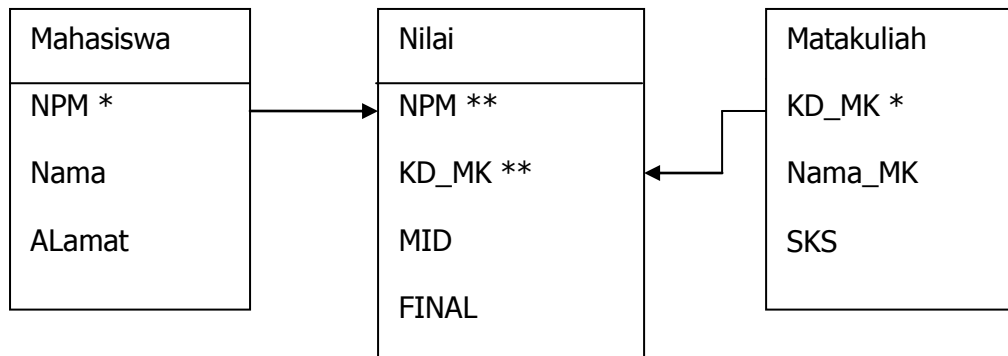 Mahasiswa
NPM *
Nama
ALamat
Nilai
NPM **
KD_MK **
MID
FINAL
Matakuliah
KD_MK *
Nama_MK
SKS